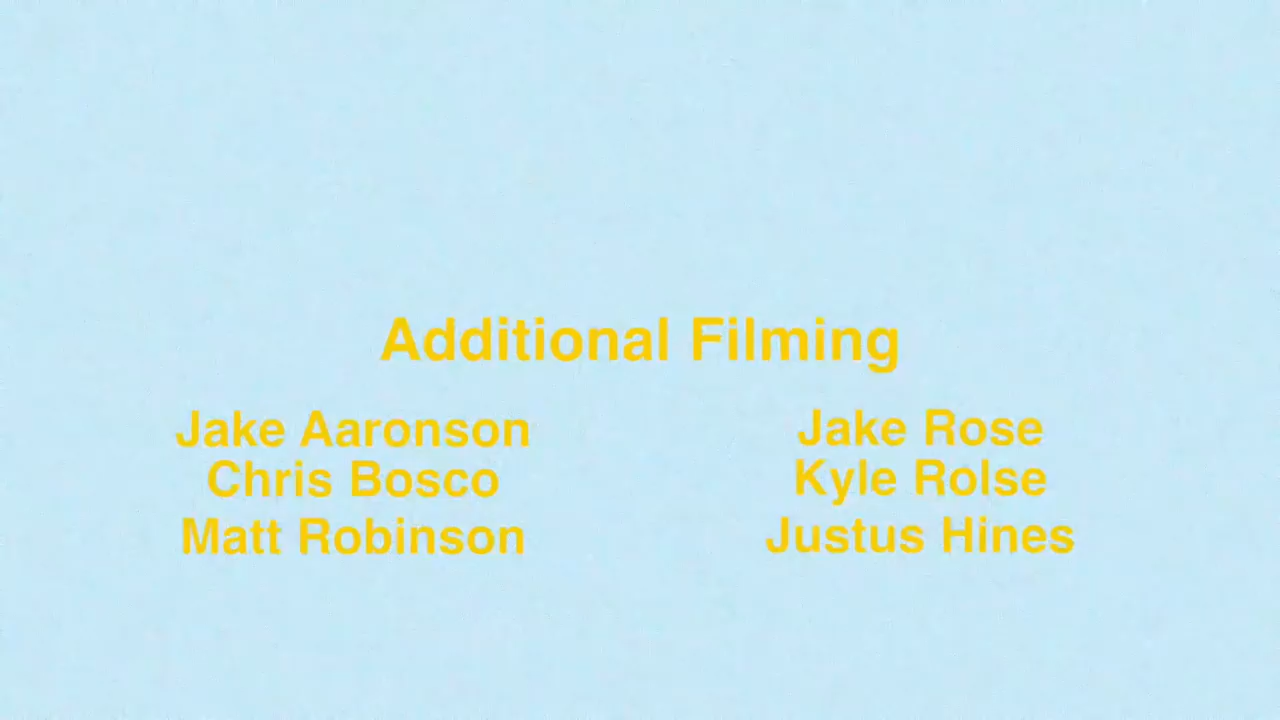 Additional Filming
Jake Aaronson
Chris Bosco
Matt Robinson
Jake Rose
Kyle Rolse
Justus Hines